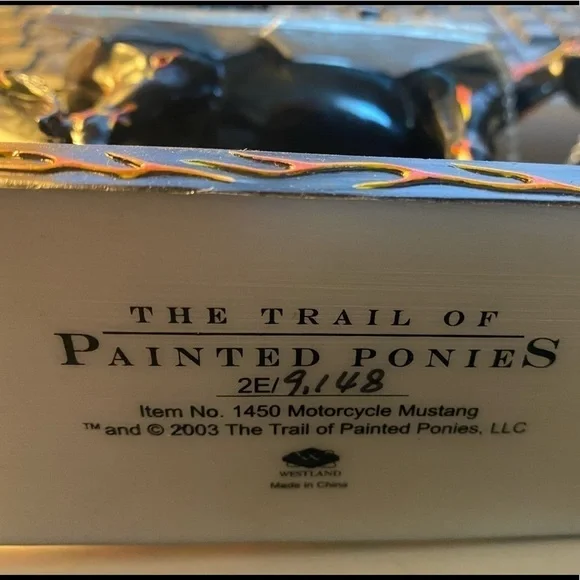 THE TRAIL OF
PAINTED PONIES
2E/9,148
Item No. 1450 Motorcycle Mustang
™ and © 2003 The Trail of Painted Ponies, LLC
WESTLAND
Made in China